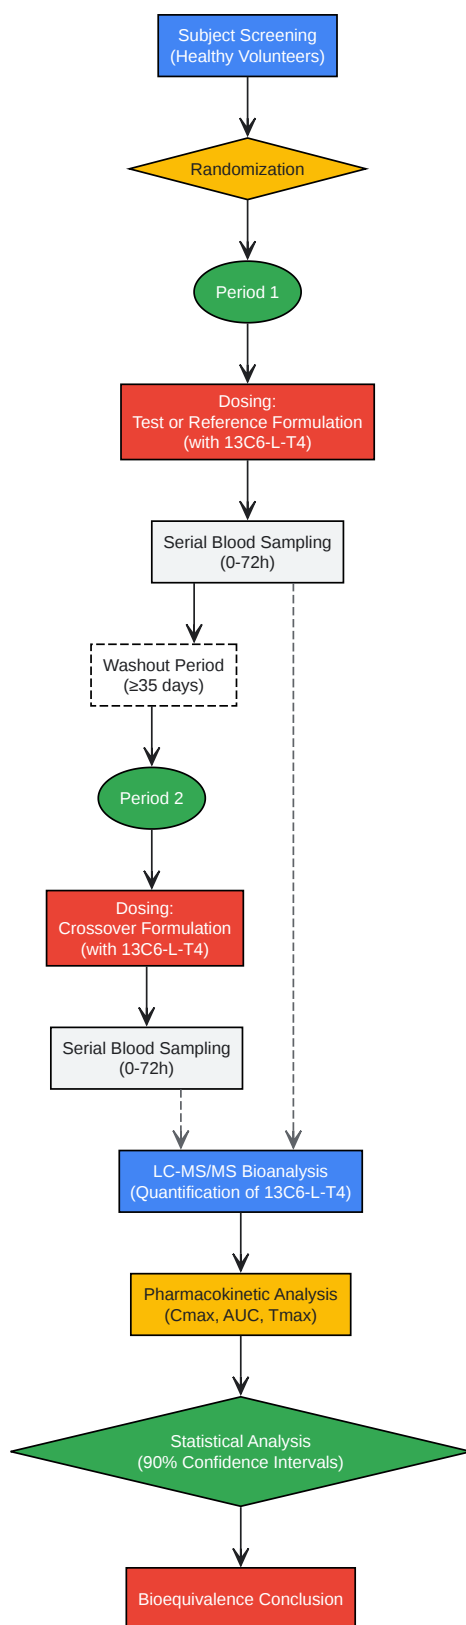 Subject Screening
(Healthy Volunteers)
Randomization
Period 1
Dosing:
Test or Reference Formulation
(with 13C6-L-T4)
Serial Blood Sampling
(0-72h)
Washout Period
(≥35 days)
Period 2
Dosing:
Crossover Formulation
(with 13C6-L-T4)
Serial Blood Sampling
(0-72h)
LC-MS/MS Bioanalysis
(Quantification of 13C6-L-T4)
Pharmacokinetic Analysis
(Cmax, AUC, Tmax)
Statistical Analysis
(90% Confidence Intervals)
Bioequivalence Conclusion